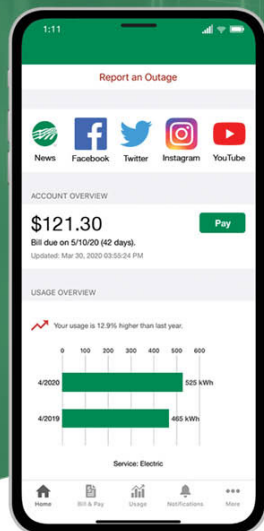 1:11
Report an Outage
News Facebook Twitter Instagram YouTube
ACCOUNT OVERVIEW
$121.30 Pay
Bill due on 5/10/20 (42 days).
Updated: Mar 30, 2020 03:55:24 PM
USAGE OVERVIEW
Your usage is 12.9% higher than last year.
0 100 200 300 400 500 600
4/2020 525 kWh
4/2019 465 kWh
Service: Electric
Home Bill & Pay Usage Notifications More